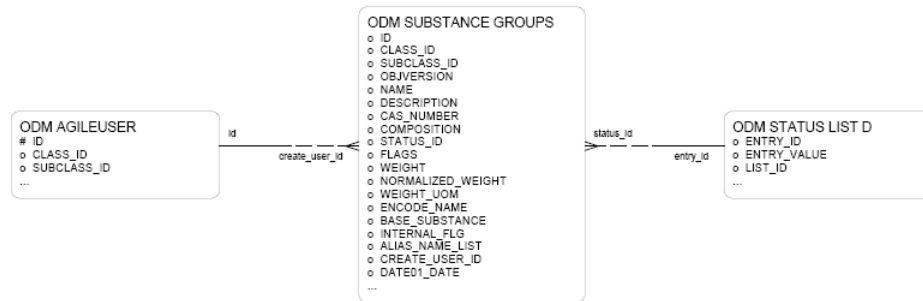 ODM AGILEUSER
# ID
o CLASS_ID
o SUBCLASS_ID
...
id
create_user_id
ODM SUBSTANCE GROUPS
o ID
o CLASS_ID
o SUBCLASS_ID
o OBJVERSION
o NAME
o DESCRIPTION
o CAS_NUMBER
o COMPOSITION
o STATUS_ID
o FLAGS
o WEIGHT
o NORMALIZED_WEIGHT
o WEIGHT_UOM
o ENCODE_NAME
o BASE_SUBSTANCE
o INTERNAL_FLG
o ALIAS_NAME_LIST
o CREATE_USER_ID
o DATE01_DATE
...
status_id
entry_id
ODM STATUS LIST D
o ENTRY_ID
o ENTRY_VALUE
o LIST_ID
...